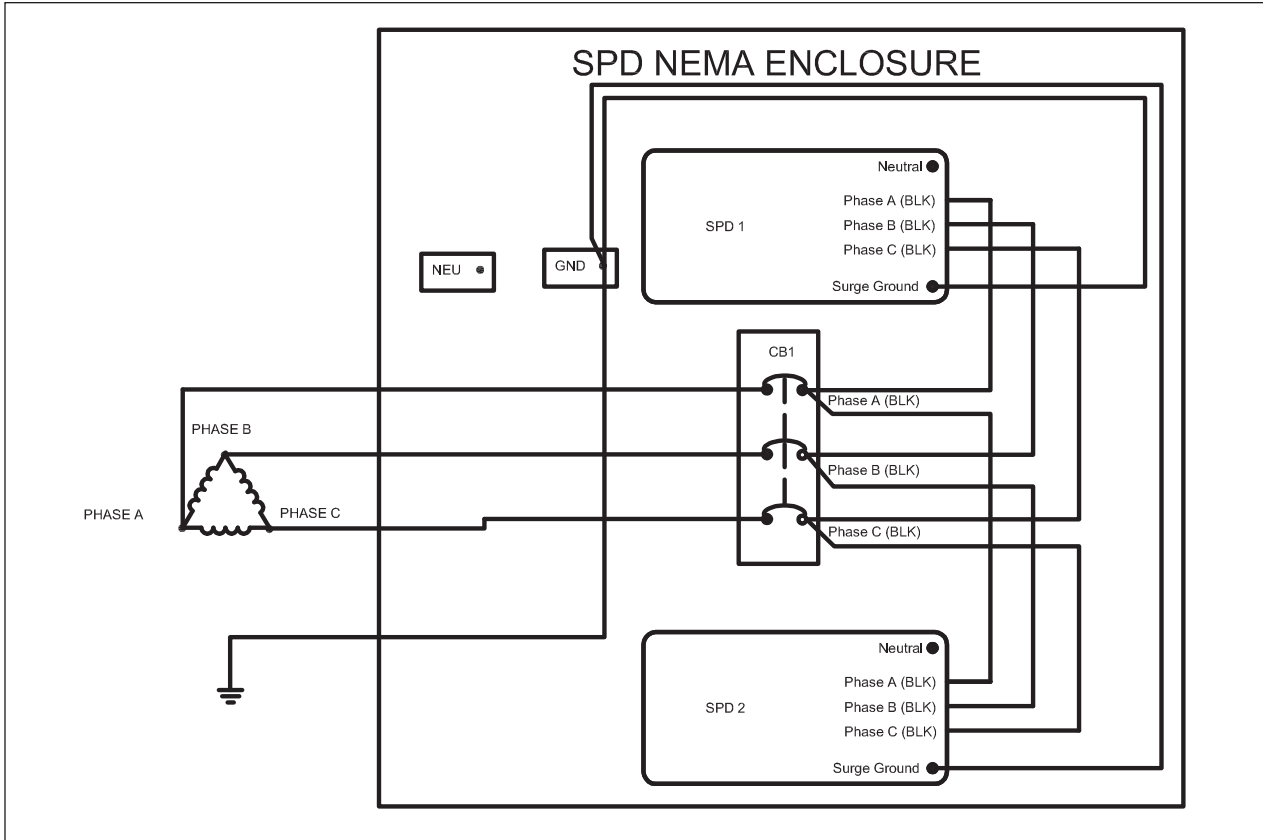 SPD NEMA ENCLOSURE
Neutral
Phase A (BLK)
SPD 1
Phase B (BLK)
Phase C (BLK)
NEU
GND
Surge Ground
CB1
Phase A (BLK)
PHASE B
Phase B (BLK)
PHASE A
PHASE C
Phase C (BLK)
Neutral
Phase A (BLK)
SPD 2
Phase B (BLK)
Phase C (BLK)
Surge Ground